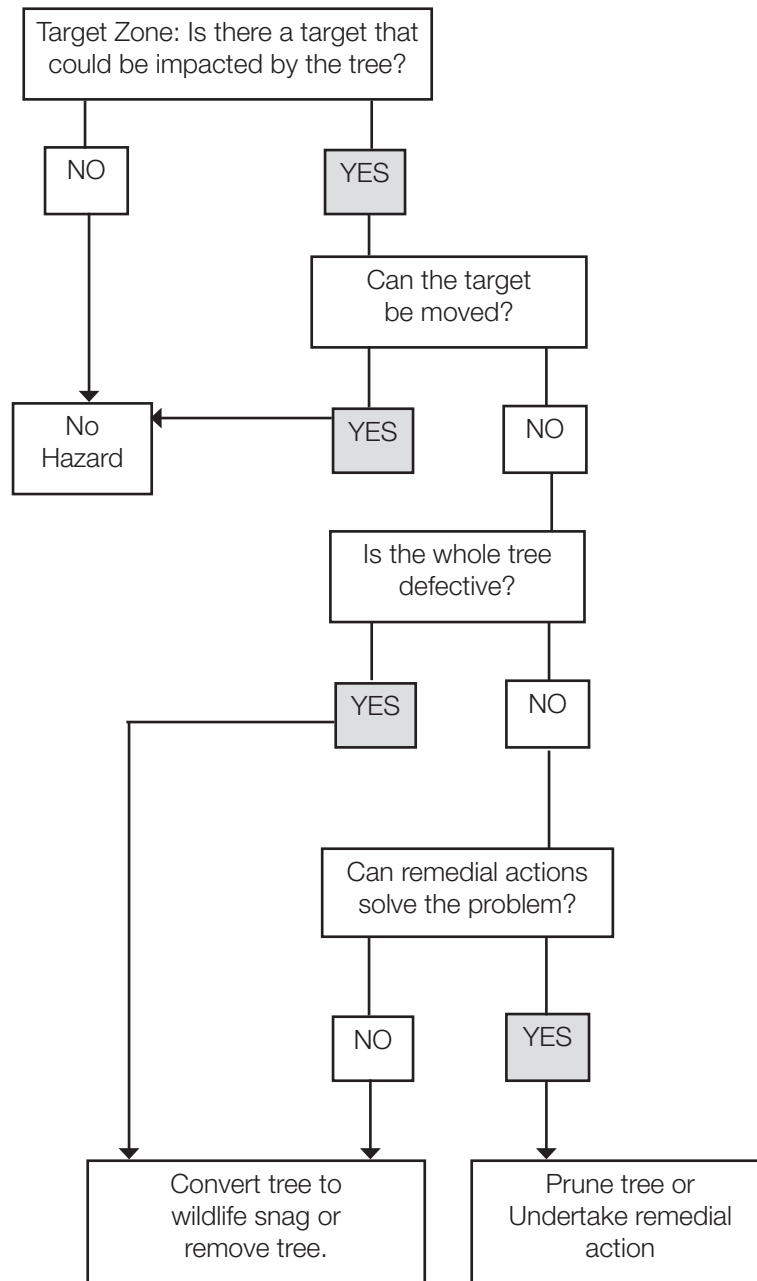 Target Zone: Is there a target that
could be impacted by the tree?
NO
YES
Can the target
be moved?
No
Hazard
YES
NO
Is the whole tree
defective?
YES
NO
Can remedial actions
solve the problem?
NO
YES
Convert tree to
wildlife snag or
remove tree.
Prune tree or
Undertake remedial
action